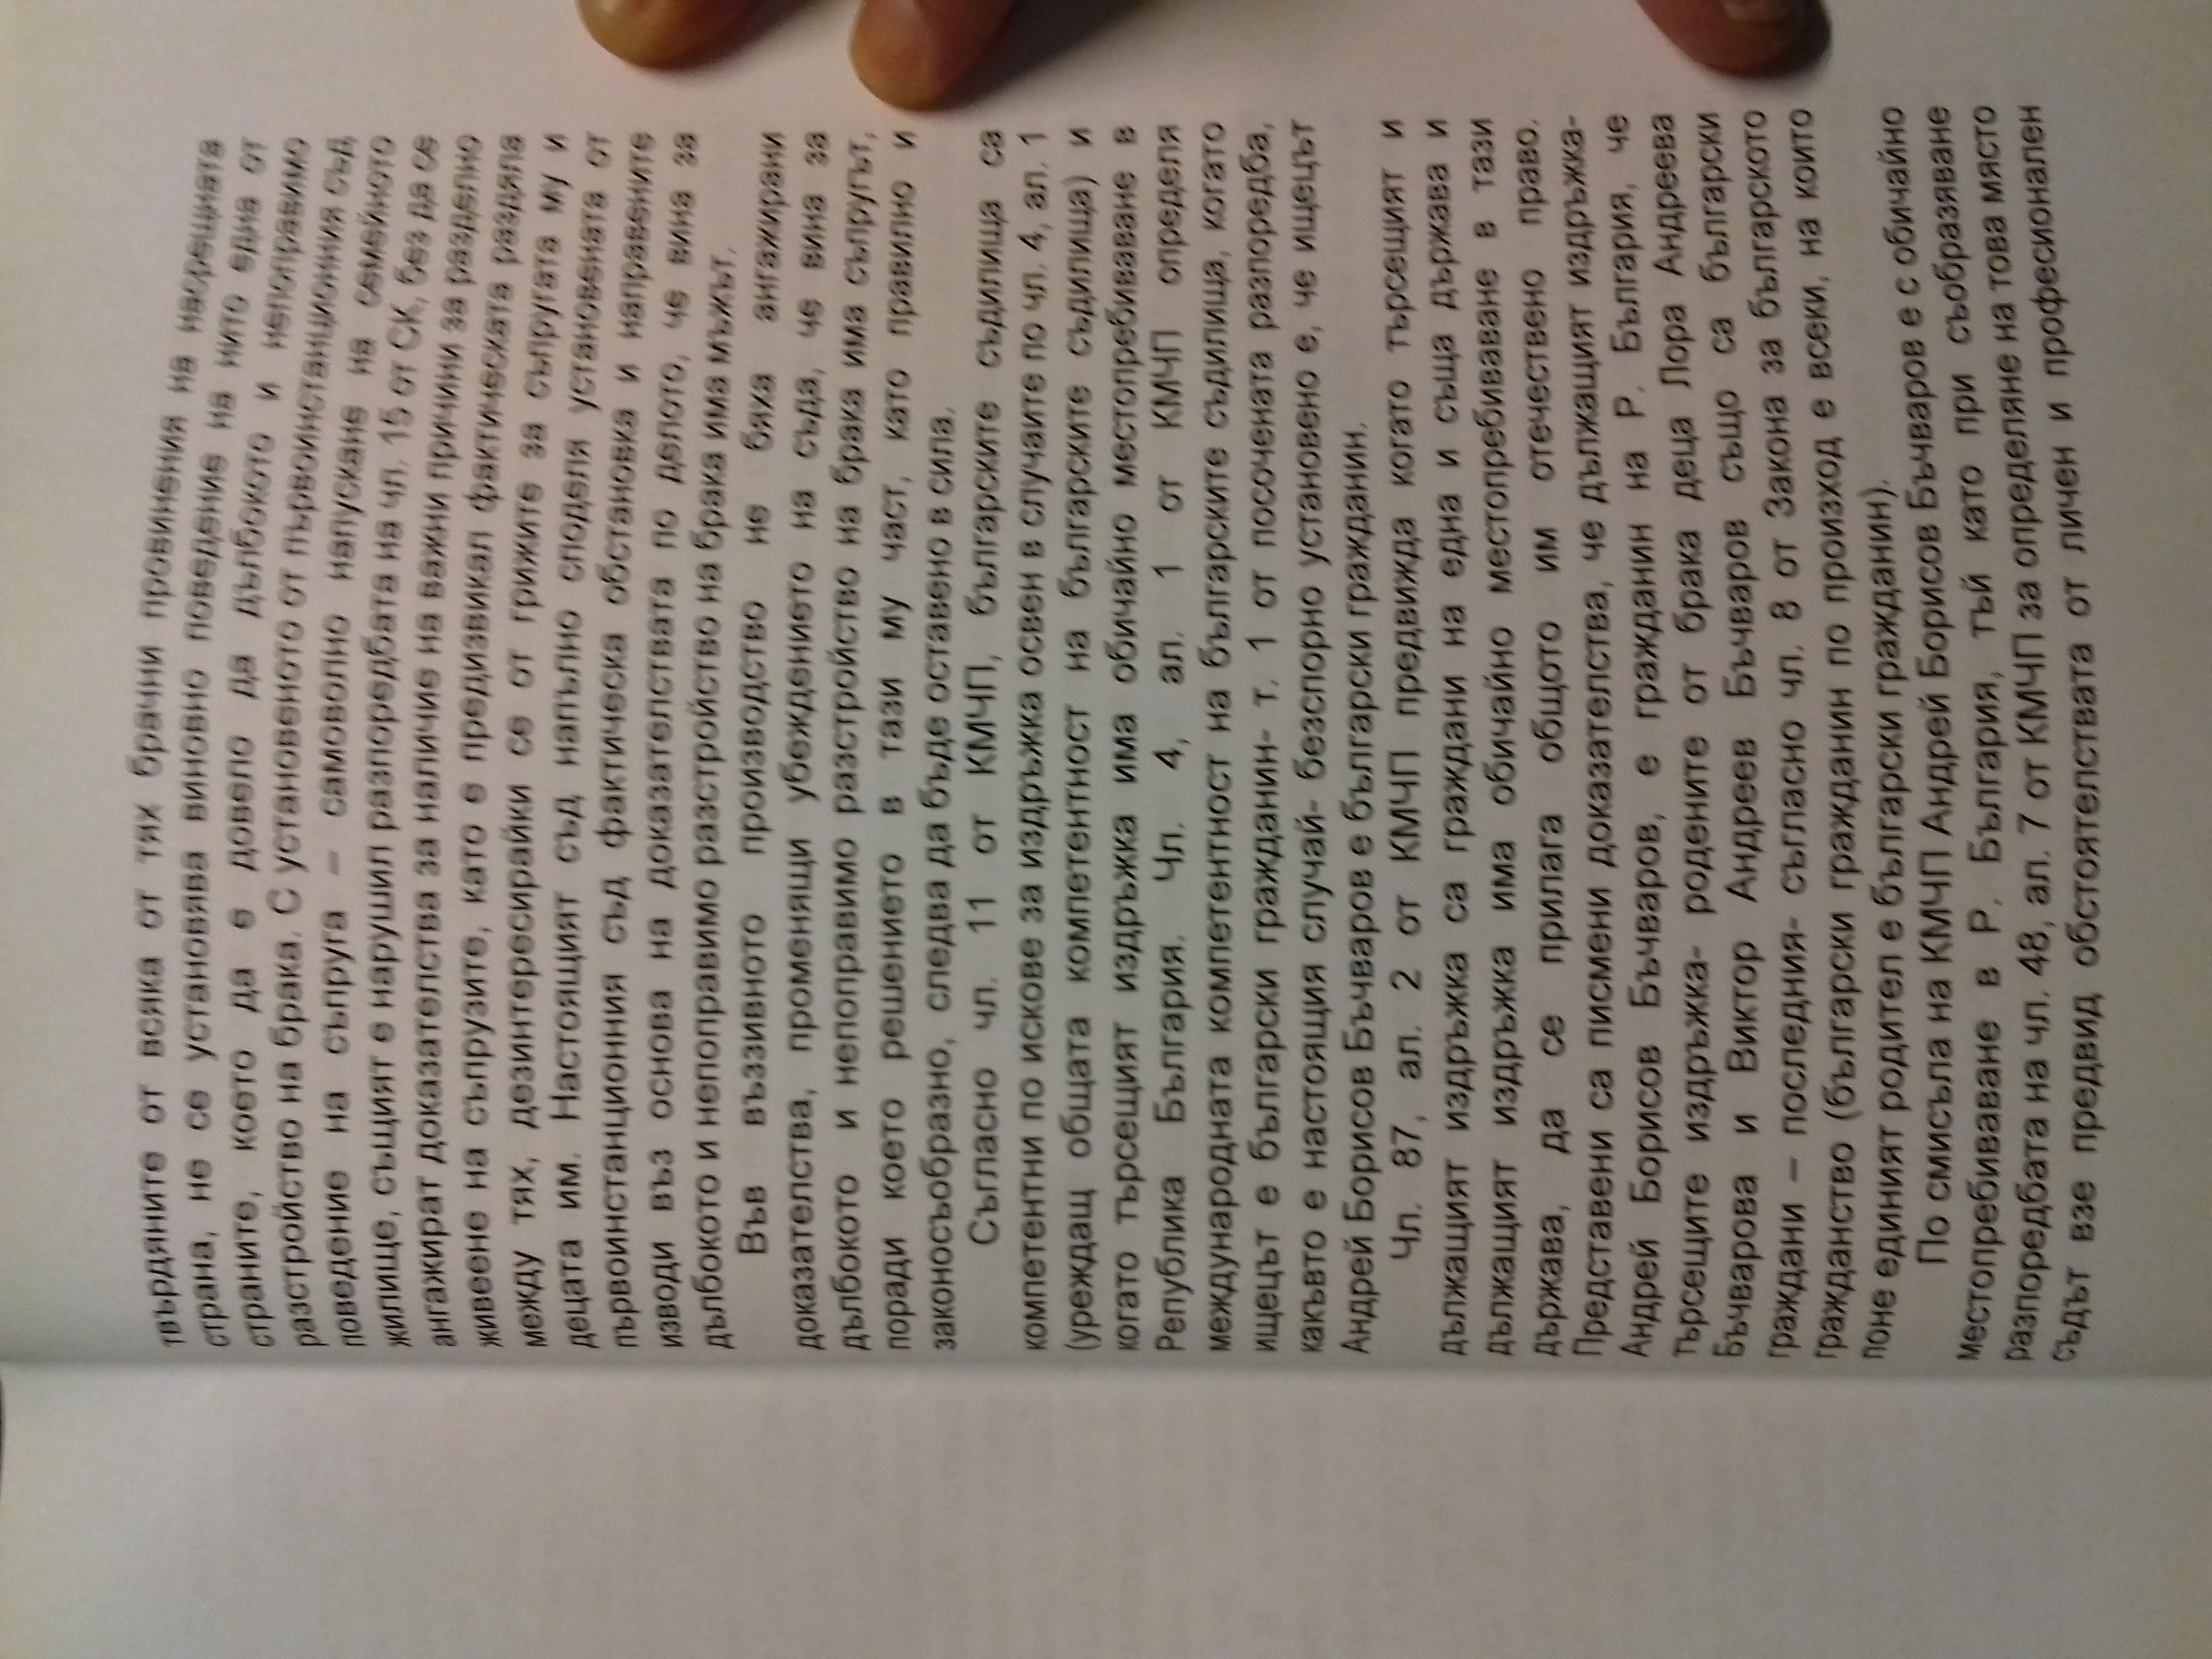 твърдяните от всяка от тях брачни провинения на насрещната
страна, не се установява виновно поведение на нито една от
страните, което да е довело да дълбокото и непоправимо
разстройство на брака. С установеното от първоинстанционния съд
поведение на съпруга – самоволно напускане на семейното
жилище, същият е нарушил разпоредбата на чл. 15 от СК, без да се
ангажират доказателства за наличие на важни причини за разделно
живеене на съпрузите, като е предизвикал фактическата раздяла
между тях, дезинтересирайки се от грижите за съпругата му и
децата им. Настоящият съд напълно споделя установената от
първоинстанционния съд фактическа обстановка и направените
изводи въз основа на доказателствата по делото, че вина за
дълбокото и непоправимо разстройство на брака има мъжът.
Във въззивното производство не бяха ангажирани
доказателства, променящи убеждението на съда, че вина за
дълбокото и непоправимо разстройство на брака има съпругът,
поради което решението в тази му част, като правилно и
законосъобразно, следва да бъде оставено в сила.
Съгласно чл. 11 от КМЧП, българските съдилища са
компетентни по искове за издръжка освен в случаите по чл. 4, ал. 1
(уреждащ общата компетентност на българските съдилища) и
когато търсещият издръжка има обичайно местопребиваване в
Република България. Чл. 4, ал. 1 от КМЧП определя
международната компетентност на българските съдилища, когато
ищецът е български гражданин- т. 1 от посочената разпоредба,
какъвто е настоящия случай- безспорно установено е, че ищецът
Андрей Борисов Бъчваров е български гражданин.
Чл. 87, ал. 2 от КМЧП предвижда когато търсещият и
дължащият издръжка са граждани на една и съща държава и
дължащият издръжка има обичайно местопребиваване в тази
държава, да се прилага общото им отечествено право.
Представени са писмени доказателства, че дължащият издръжка-
Андрей Борисов Бъчваров, е гражданин на Р. България, че
търсещите издръжка- родените от брака деца Лора Андреева
Бъчварова и Виктор Андреев Бъчваров също са български
граждани – последния- съгласно чл. 8 от Закона за българското
гражданство (български гражданин по произход е всеки, на които
поне единият родител е български гражданин).
По смисъла на КМЧП Андрей Борисов Бъчваров е с обичайно
местопребиваване в Р. България, тъй като при съобразяване
разпоредбата на чл. 48, ал. 7 от КМЧП за определяне на това място
съдът взе предвид обстоятелствата от личен и професионален